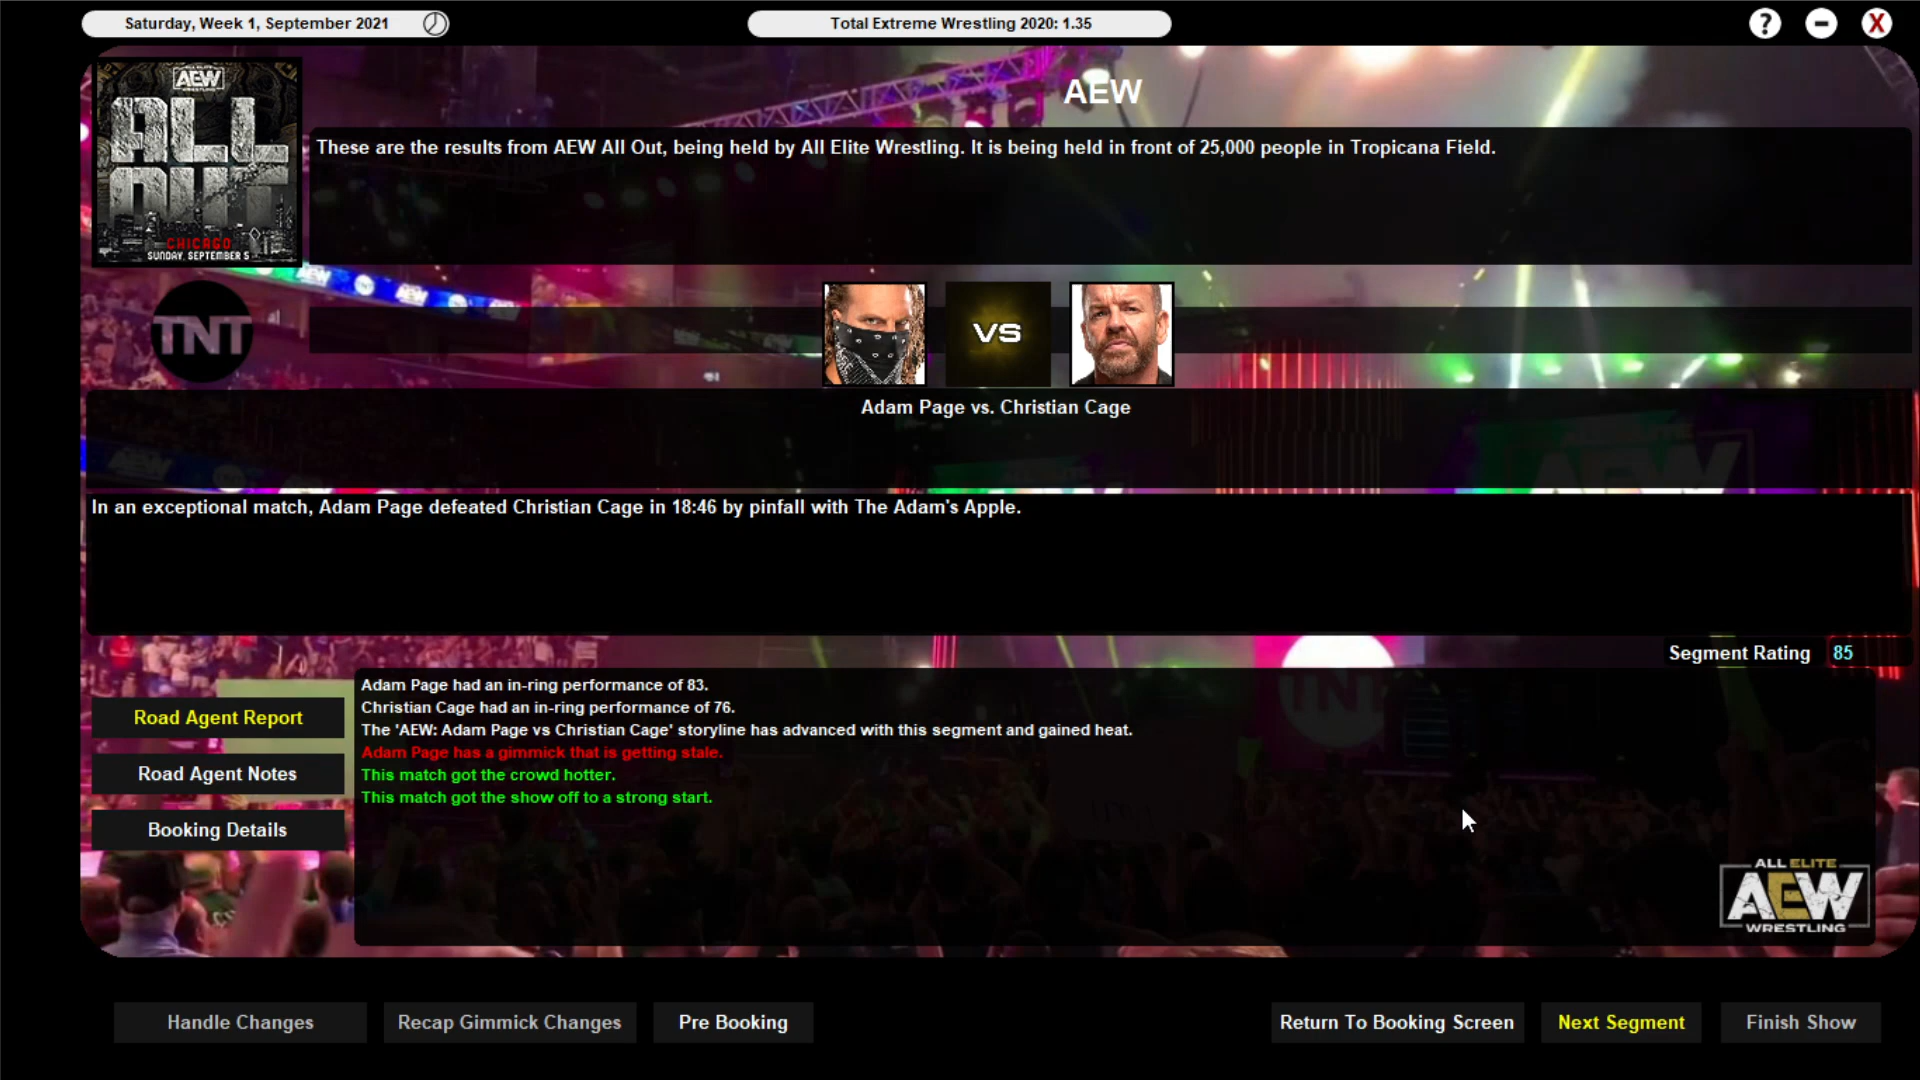 Saturday, Week 1, September 2021
Total Extreme Wrestling 2020: 1.35
?
X
ALL ELITE
AEW
WRESTLING
ALL
OUT
CHICAGO
SUNDAY, SEPTEMBER 5
AEW
These are the results from AEW All Out, being held by All Elite Wrestling. It is being held in front of 25,000 people in Tropicana Field.
TNT
VS
Adam Page vs. Christian Cage
In an exceptional match, Adam Page defeated Christian Cage in 18:46 by pinfall with The Adam's Apple.
Segment Rating 85
Road Agent Report
Road Agent Notes
Booking Details
Adam Page had an in-ring performance of 83.
Christian Cage had an in-ring performance of 76.
The 'AEW: Adam Page vs Christian Cage' storyline has advanced with this segment and gained heat.
Adam Page has a gimmick that is getting stale.
This match got the crowd hotter.
This match got the show off to a strong start.
TNT
ALL ELITE
AEW
WRESTLING
Handle Changes
Recap Gimmick Changes
Pre Booking
Return To Booking Screen
Next Segment
Finish Show